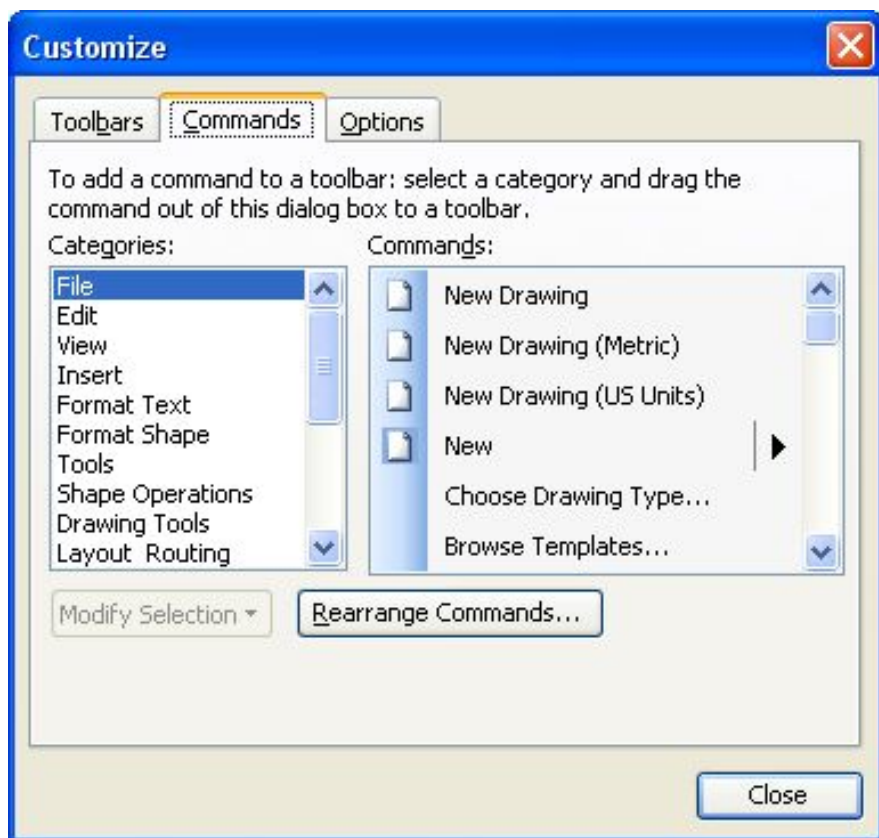 Customize
Toolbars
Commands
Options
To add a command to a toolbar: select a category and drag the
command out of this dialog box to a toolbar.
Categories:
Commands:
File
Edit
View
Insert
Format Text
Format Shape
Tools
Shape Operations
Drawing Tools
Layout  Routing
New Drawing
New Drawing (Metric)
New Drawing (US Units)
New
Choose Drawing Type...
Browse Templates...
Modify Selection
Rearrange Commands...
Close